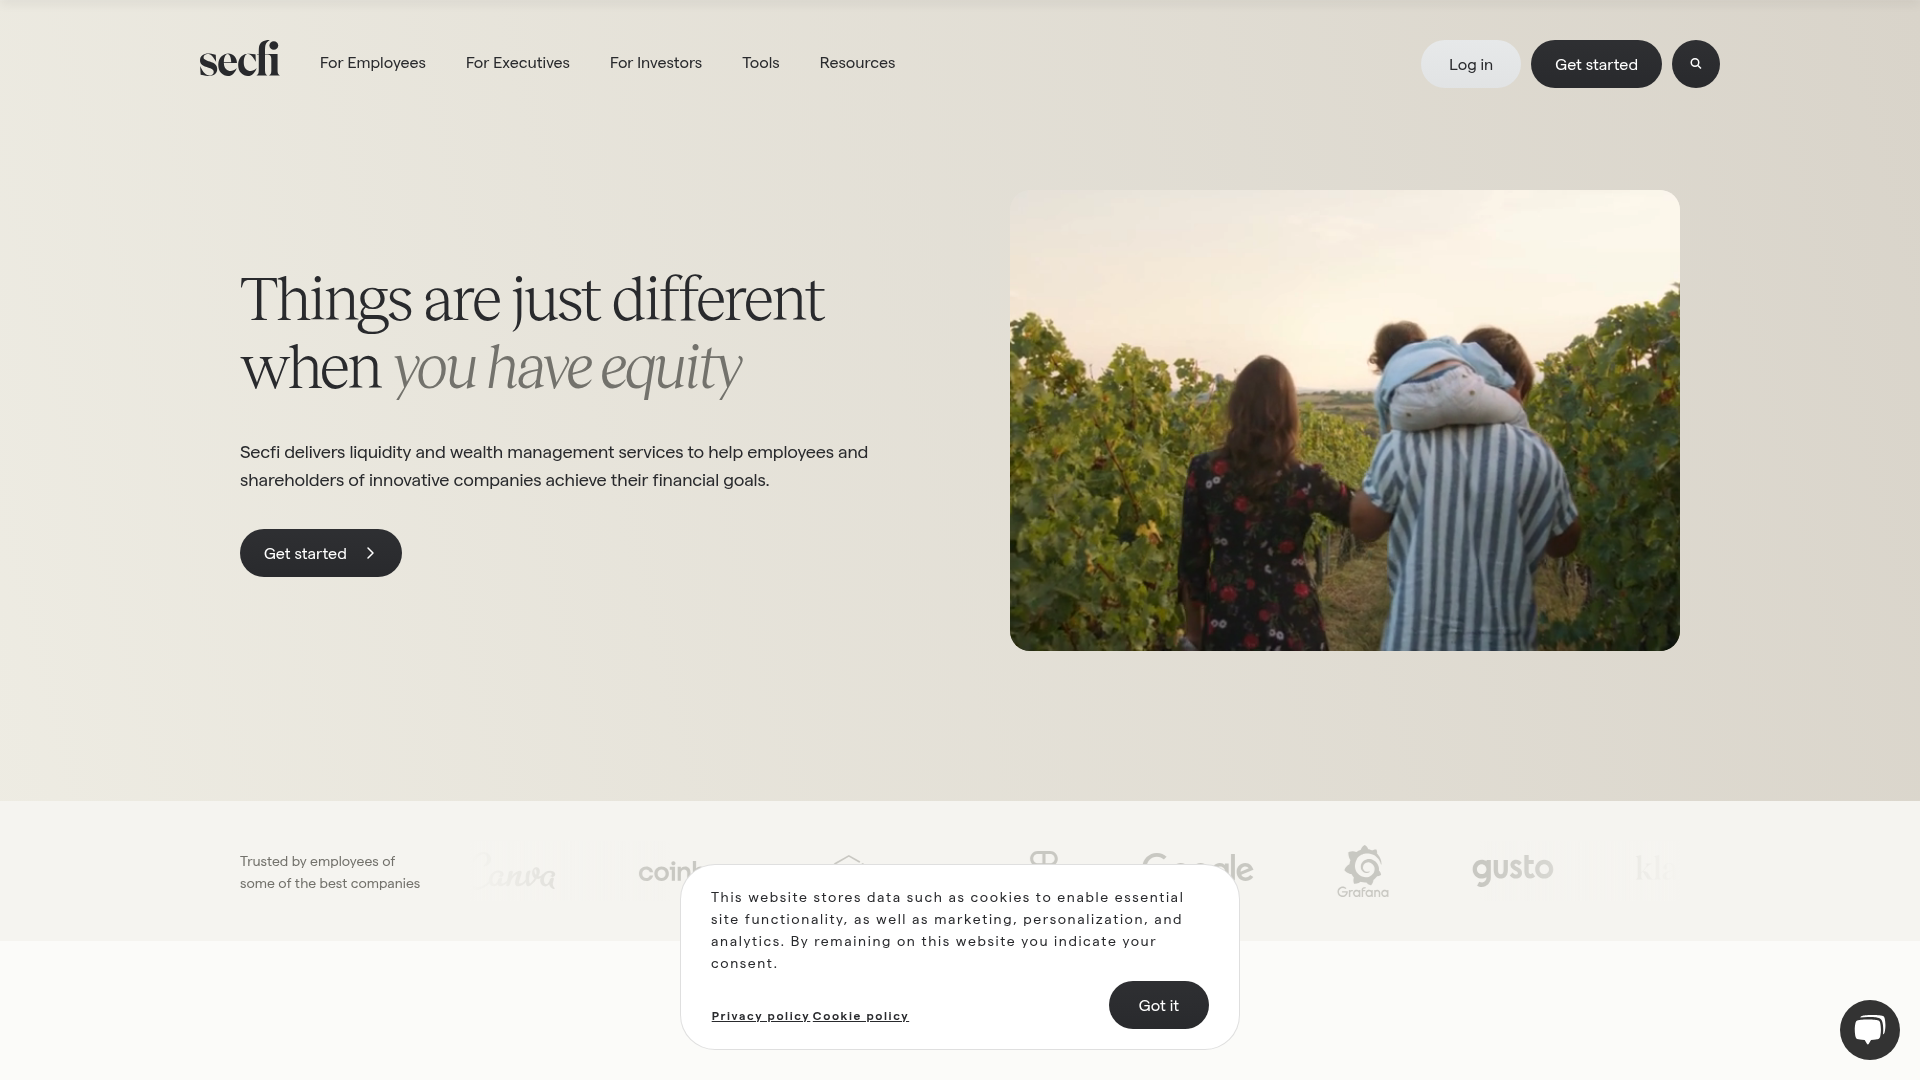 secfi
For Employees
For Executives
For Investors
Tools
Resources
Log in
Get started
Things are just different
when you have equity
Secfi delivers liquidity and wealth management services to help employees and
shareholders of innovative companies achieve their financial goals.
Get started
Trusted by employees of
some of the best companies
Canva
Google
Grafana
gusto
This website stores data such as cookies to enable essential
site functionality, as well as marketing, personalization, and
analytics. By remaining on this website you indicate your
consent.
Privacy policy Cookie policy
Got it